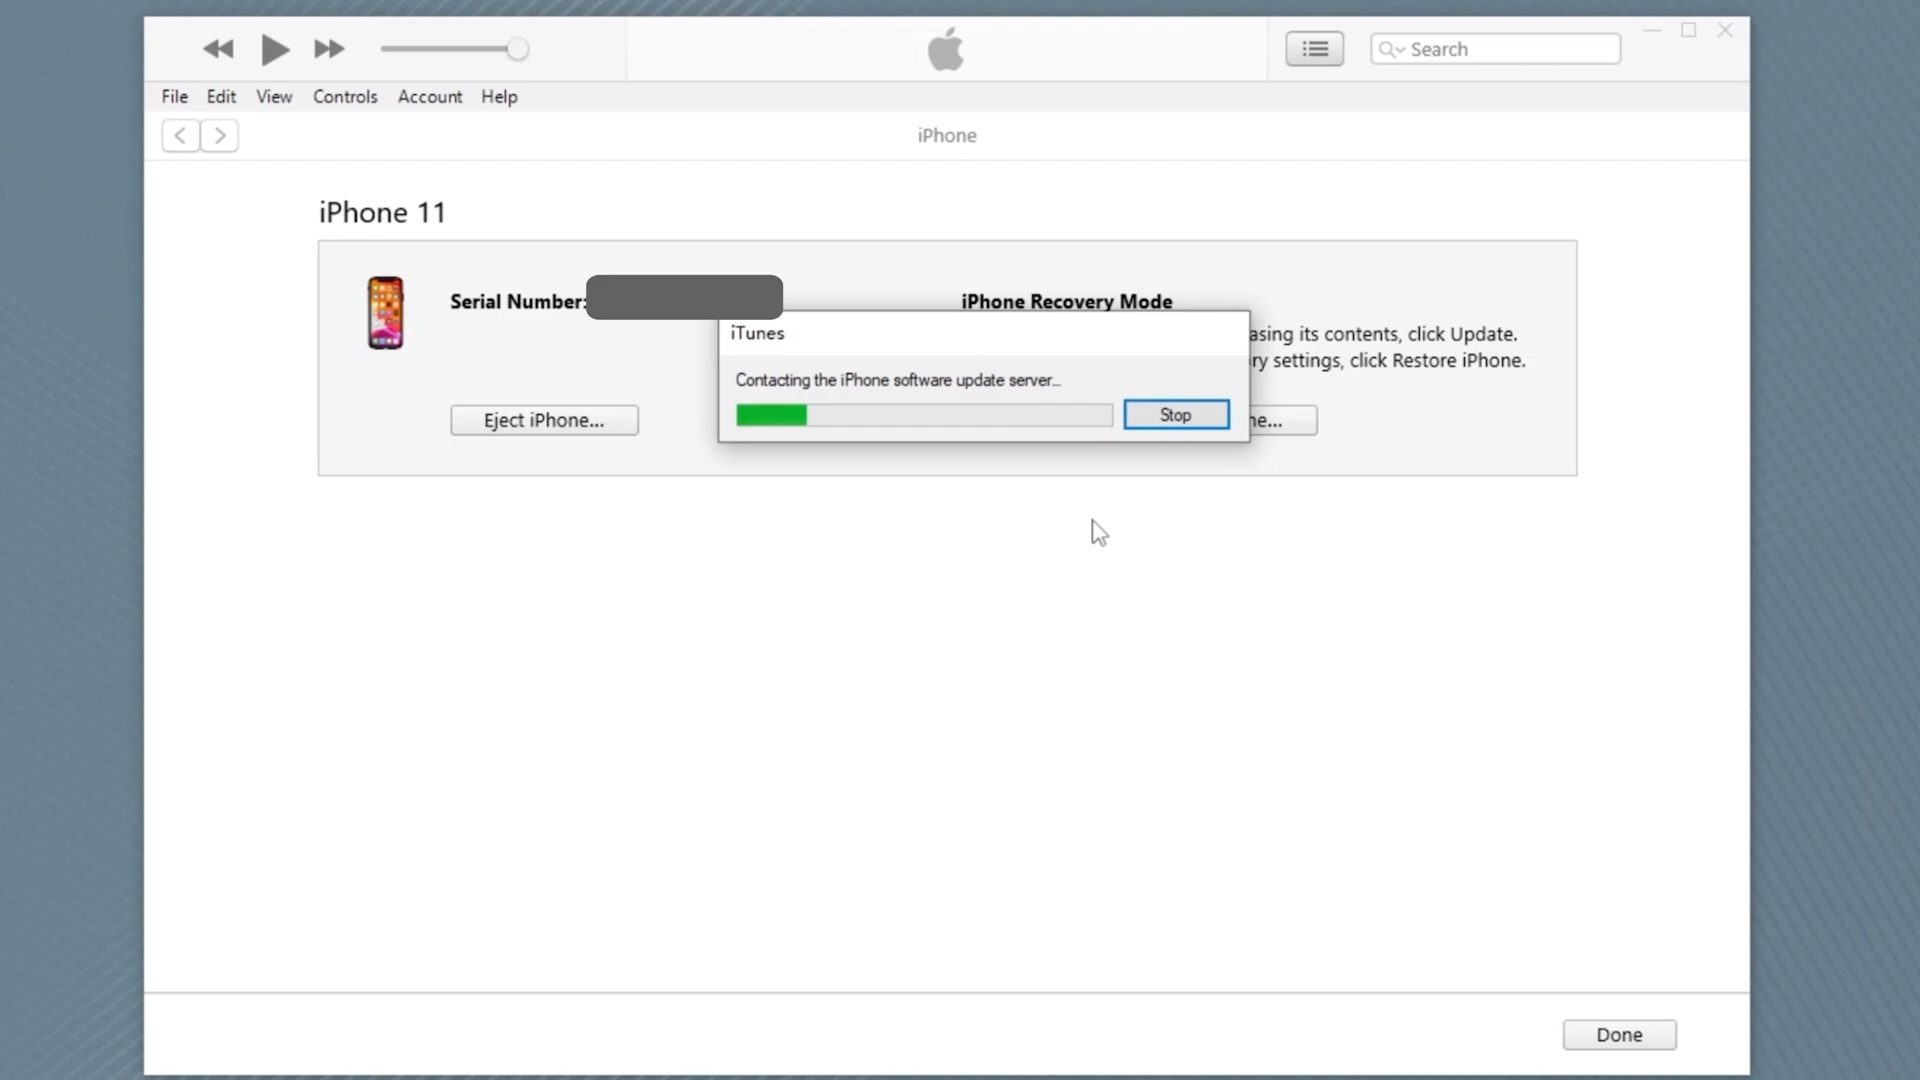 Search
File Edit View Controls Account Help
iPhone
iPhone 11
Serial Number:
iPhone Recovery Mode
iTunes
asing its contents, click Update.
ry settings, click Restore iPhone.
Contacting the iPhone software update server...
Stop
Eject iPhone...
ne...
Done